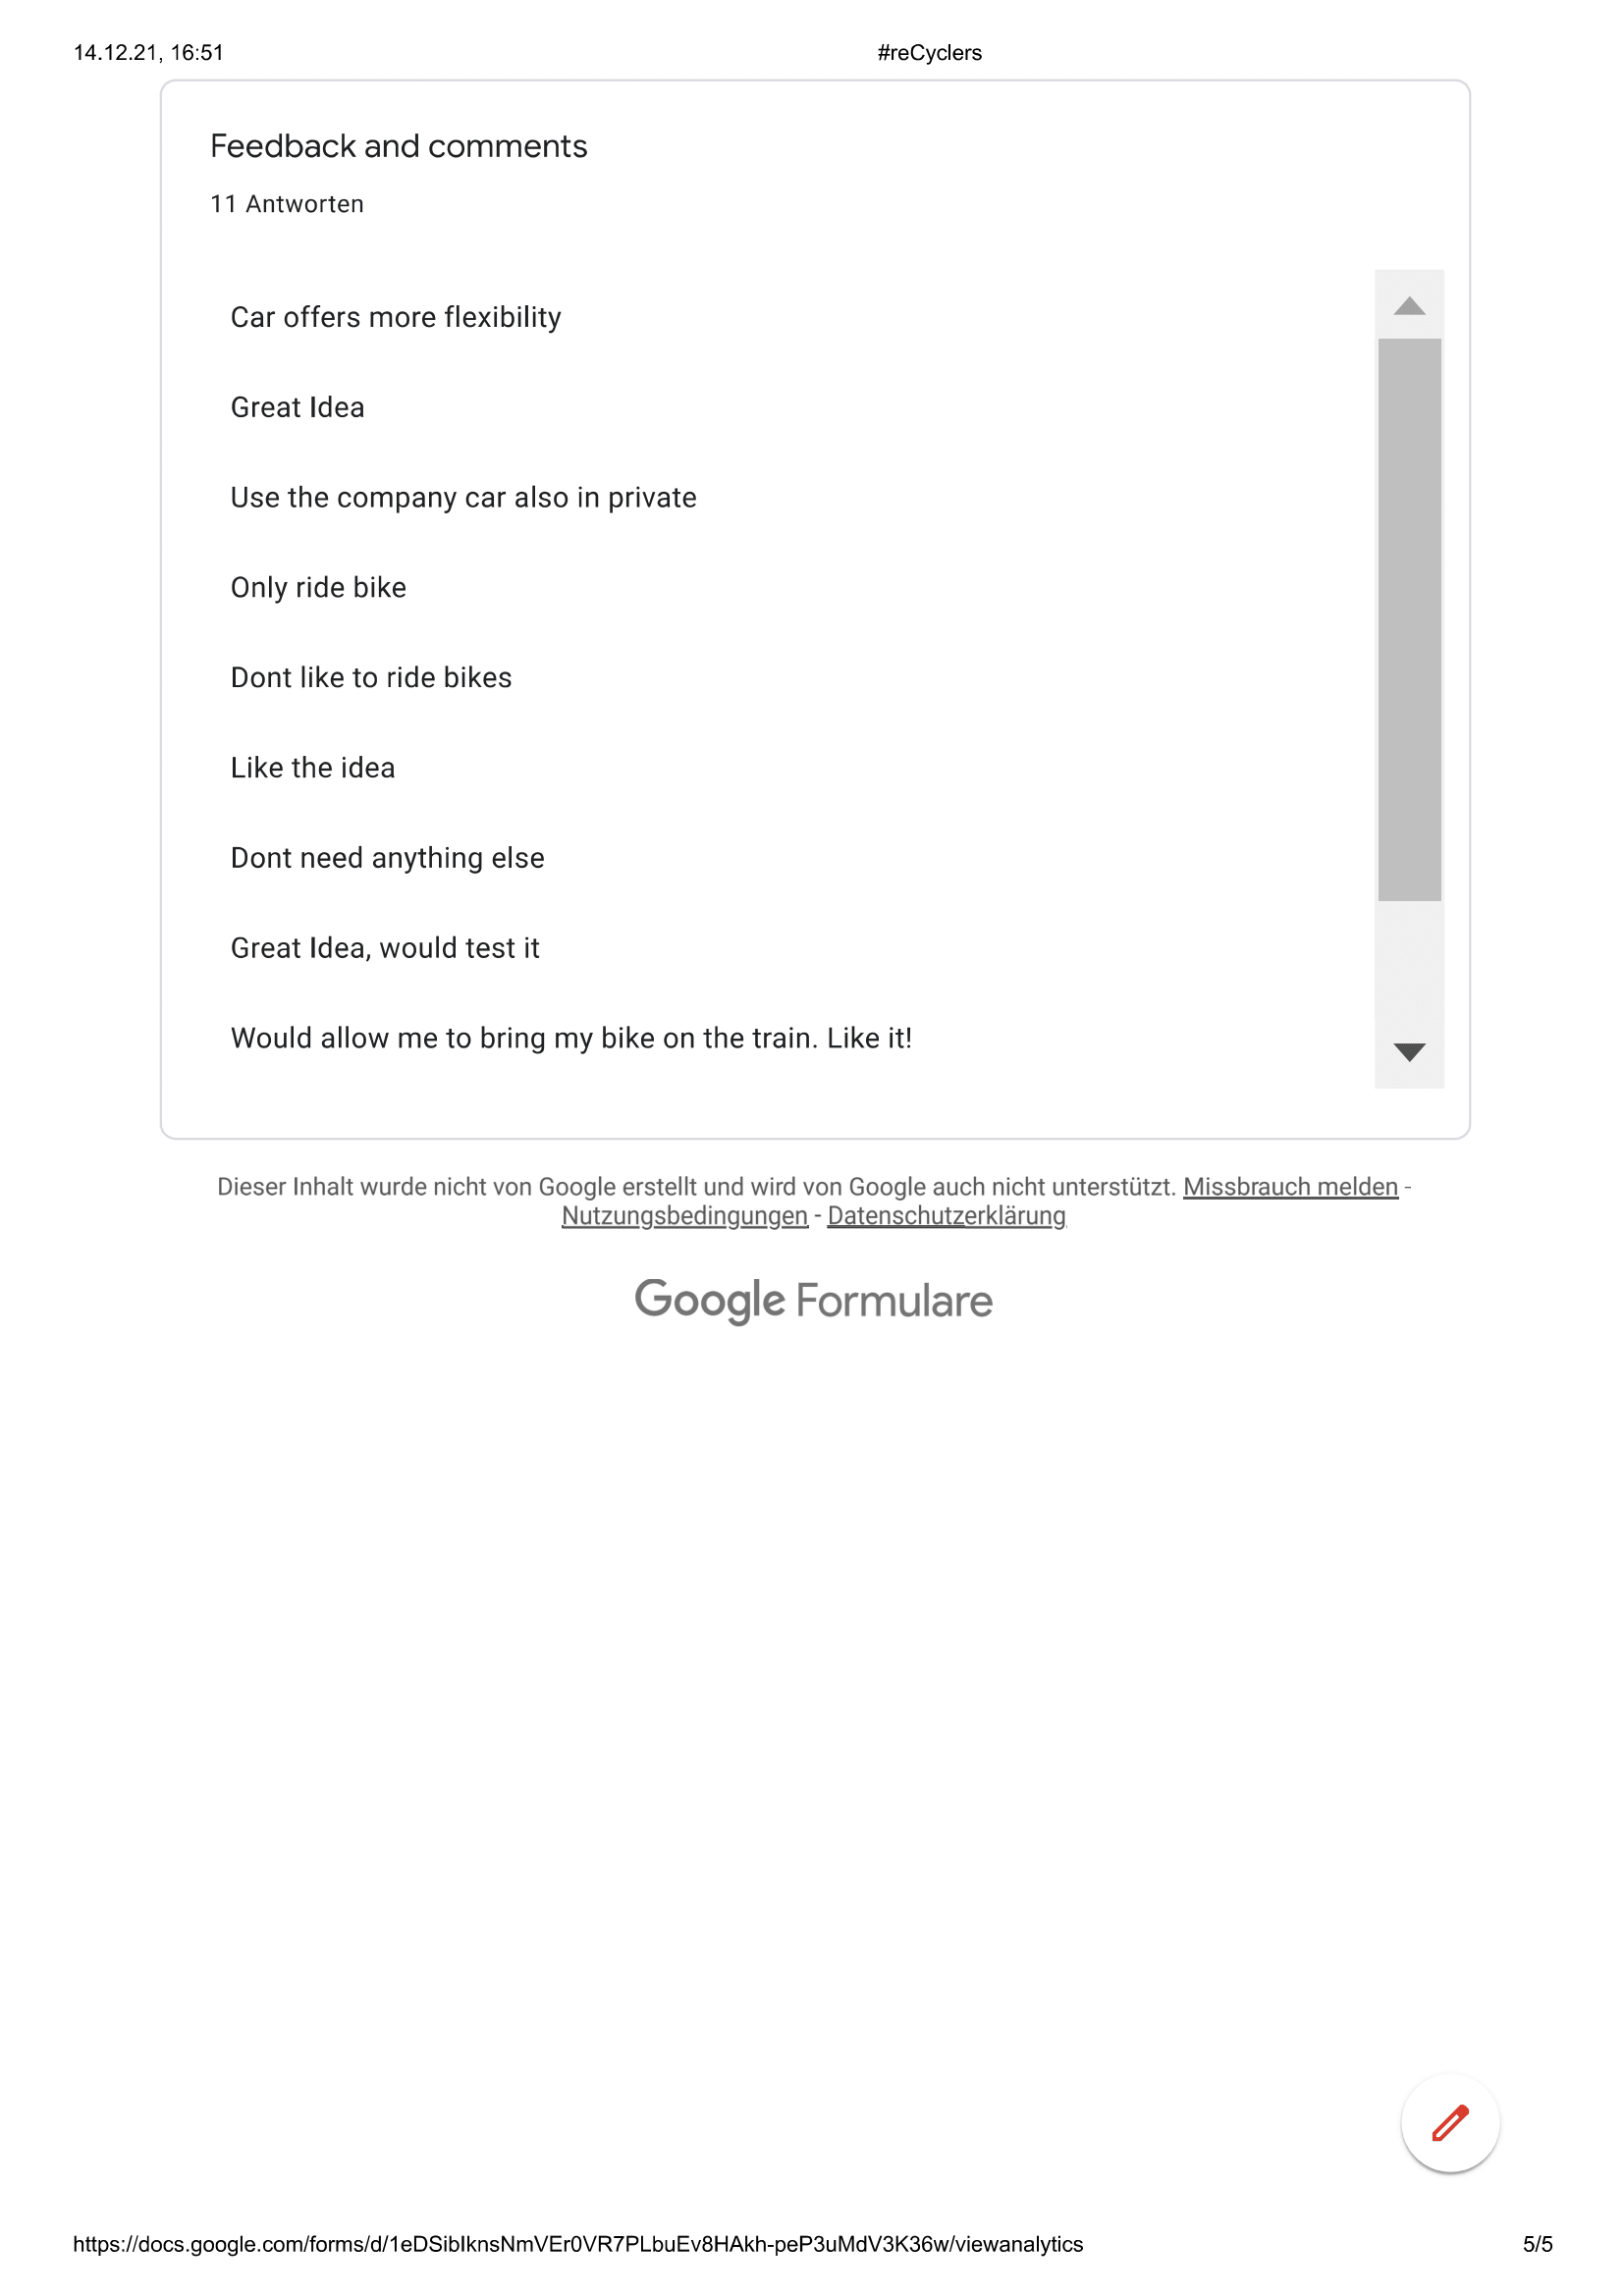 14.12.21, 16:51
#reCyclers
Feedback and comments
11 Antworten
Car offers more flexibility
Great Idea
Use the company car also in private
Only ride bike
Dont like to ride bikes
Like the idea
Dont need anything else
Great Idea, would test it
Would allow me to bring my bike on the train. Like it!
Dieser Inhalt wurde nicht von Google erstellt und wird von Google auch nicht unterstützt. Missbrauch melden -
Nutzungsbedingungen - Datenschutzerklärung
Google Formulare
https://docs.google.com/forms/d/1eDSibIknsNmVEr0VR7PLbuEv8HAkh-peP3uMdV3K36w/viewanalytics
5/5